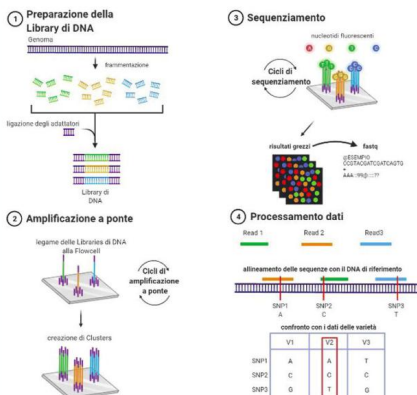 1 Preparazione della
Library di DNA
Genoma
frammentazione
ligazione degli adattatori
Library di
DNA
2 Amplificazione a ponte
legame delle Libraries di DNA
alla Flowcell
Cicli di
amplificazione
a ponte
creazione di Clusters
3 Sequenziamento
nucleotidi fluorescenti
A G T C
Cicli di
sequenziamento
risultati grezzi
fastq
@ESEMPIO
+
4 Processamento dati
Read 1 Read 2 Read3
allineamento delle sequenze con il DNA di riferimento
SNP1 SNP2 SNP3
A C T
confronto con i dati delle varietà
V1 V2 V3
SNP1 A A T
SNP2 C C C
SNP3 G T G